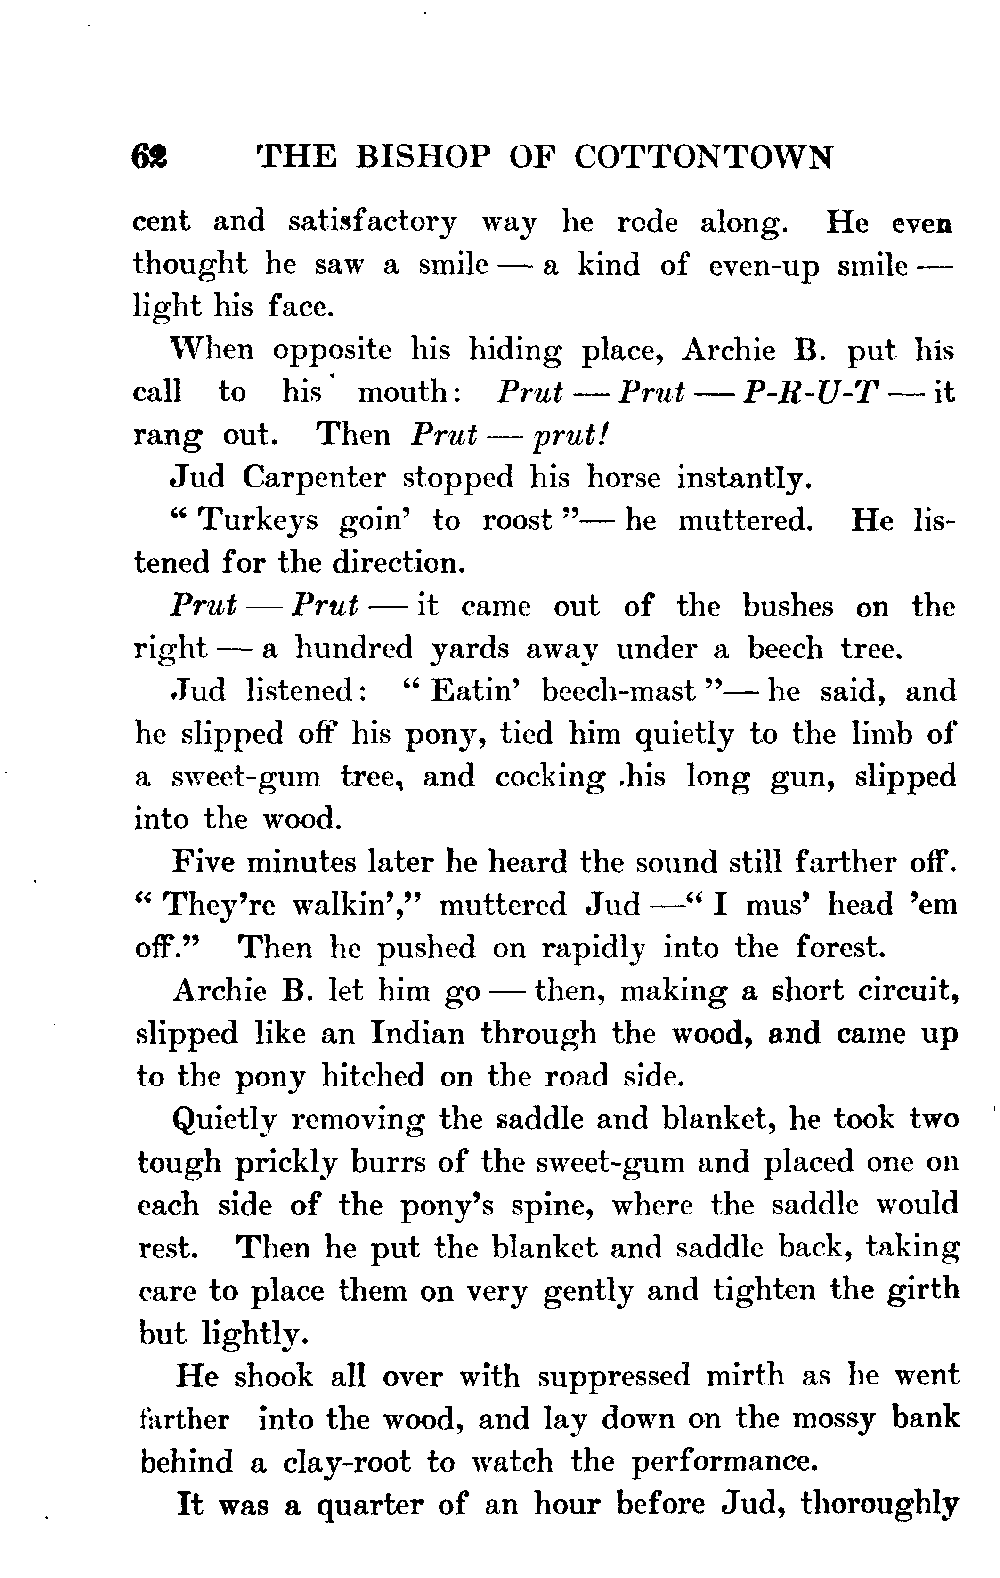 62 THE BISHOP OF COTTONTOWN
cent and satisfactory way he rode along. He even
thought he saw a smile — a kind of even-up smile —
light his face.
When opposite his hiding place, Archie B. put his
call to his mouth: Prut — Prut — P-R-U-T — it
rang out. Then Prut — prut!
Jud Carpenter stopped his horse instantly.
“ Turkeys goin’ to roost ”— he muttered. He lis-
tened for the direction.
Prut — Prut — it came out of the bushes on the
right — a hundred yards away under a beech tree.
Jud listened: “ Eatin’ beech-mast ”— he said, and
he slipped off his pony, tied him quietly to the limb of
a sweet-gum tree, and cocking his long gun, slipped
into the wood.
Five minutes later he heard the sound still farther off.
“ They’re walkin’,” muttered Jud —“ I mus’ head ’em
off.” Then he pushed on rapidly into the forest.
Archie B. let him go — then, making a short circuit,
slipped like an Indian through the wood, and came up
to the pony hitched on the road side.
Quietly removing the saddle and blanket, he took two
tough prickly burrs of the sweet-gum and placed one on
each side of the pony’s spine, where the saddle would
rest. Then he put the blanket and saddle back, taking
care to place them on very gently and tighten the girth
but lightly.
He shook all over with suppressed mirth as he went
farther into the wood, and lay down on the mossy bank
behind a clay-root to watch the performance.
It was a quarter of an hour before Jud, thoroughly